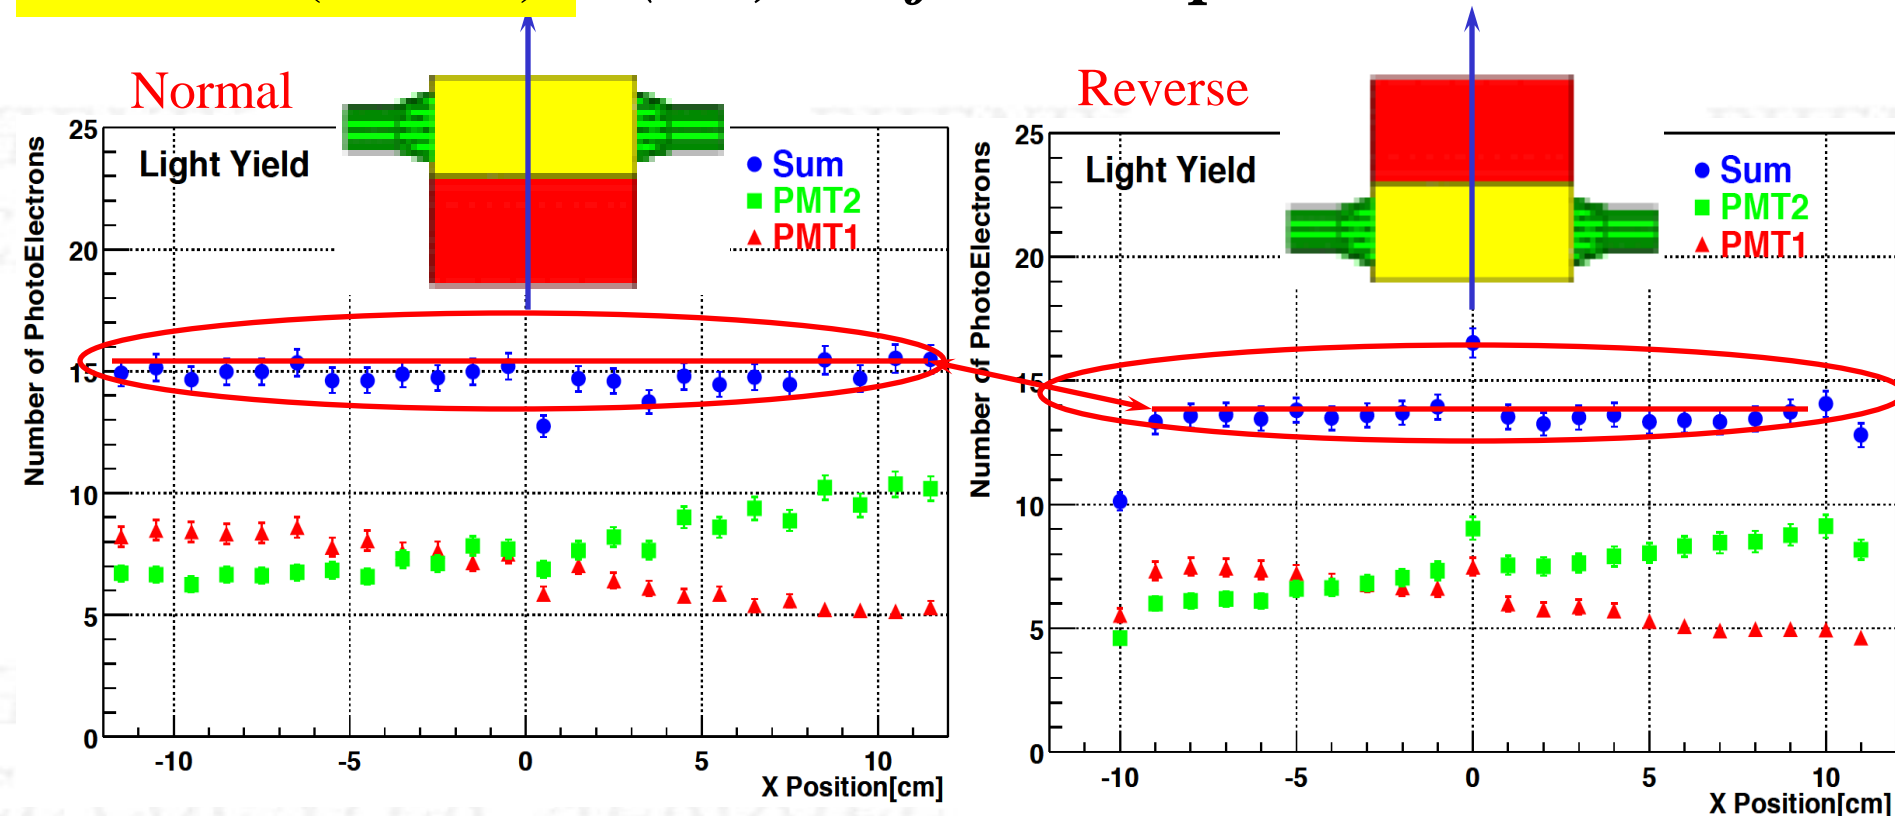 Normal
Light Yield
Sum
PMT2
PMT1
Number of PhotoElectrons
25
20
15
10
5
0
-10
-5
0
5
10
X Position[cm]
Reverse
Light Yield
Sum
PMT2
PMT1
Number of PhotoElectrons
25
20
15
10
5
0
-10
-5
0
5
10
X Position[cm]